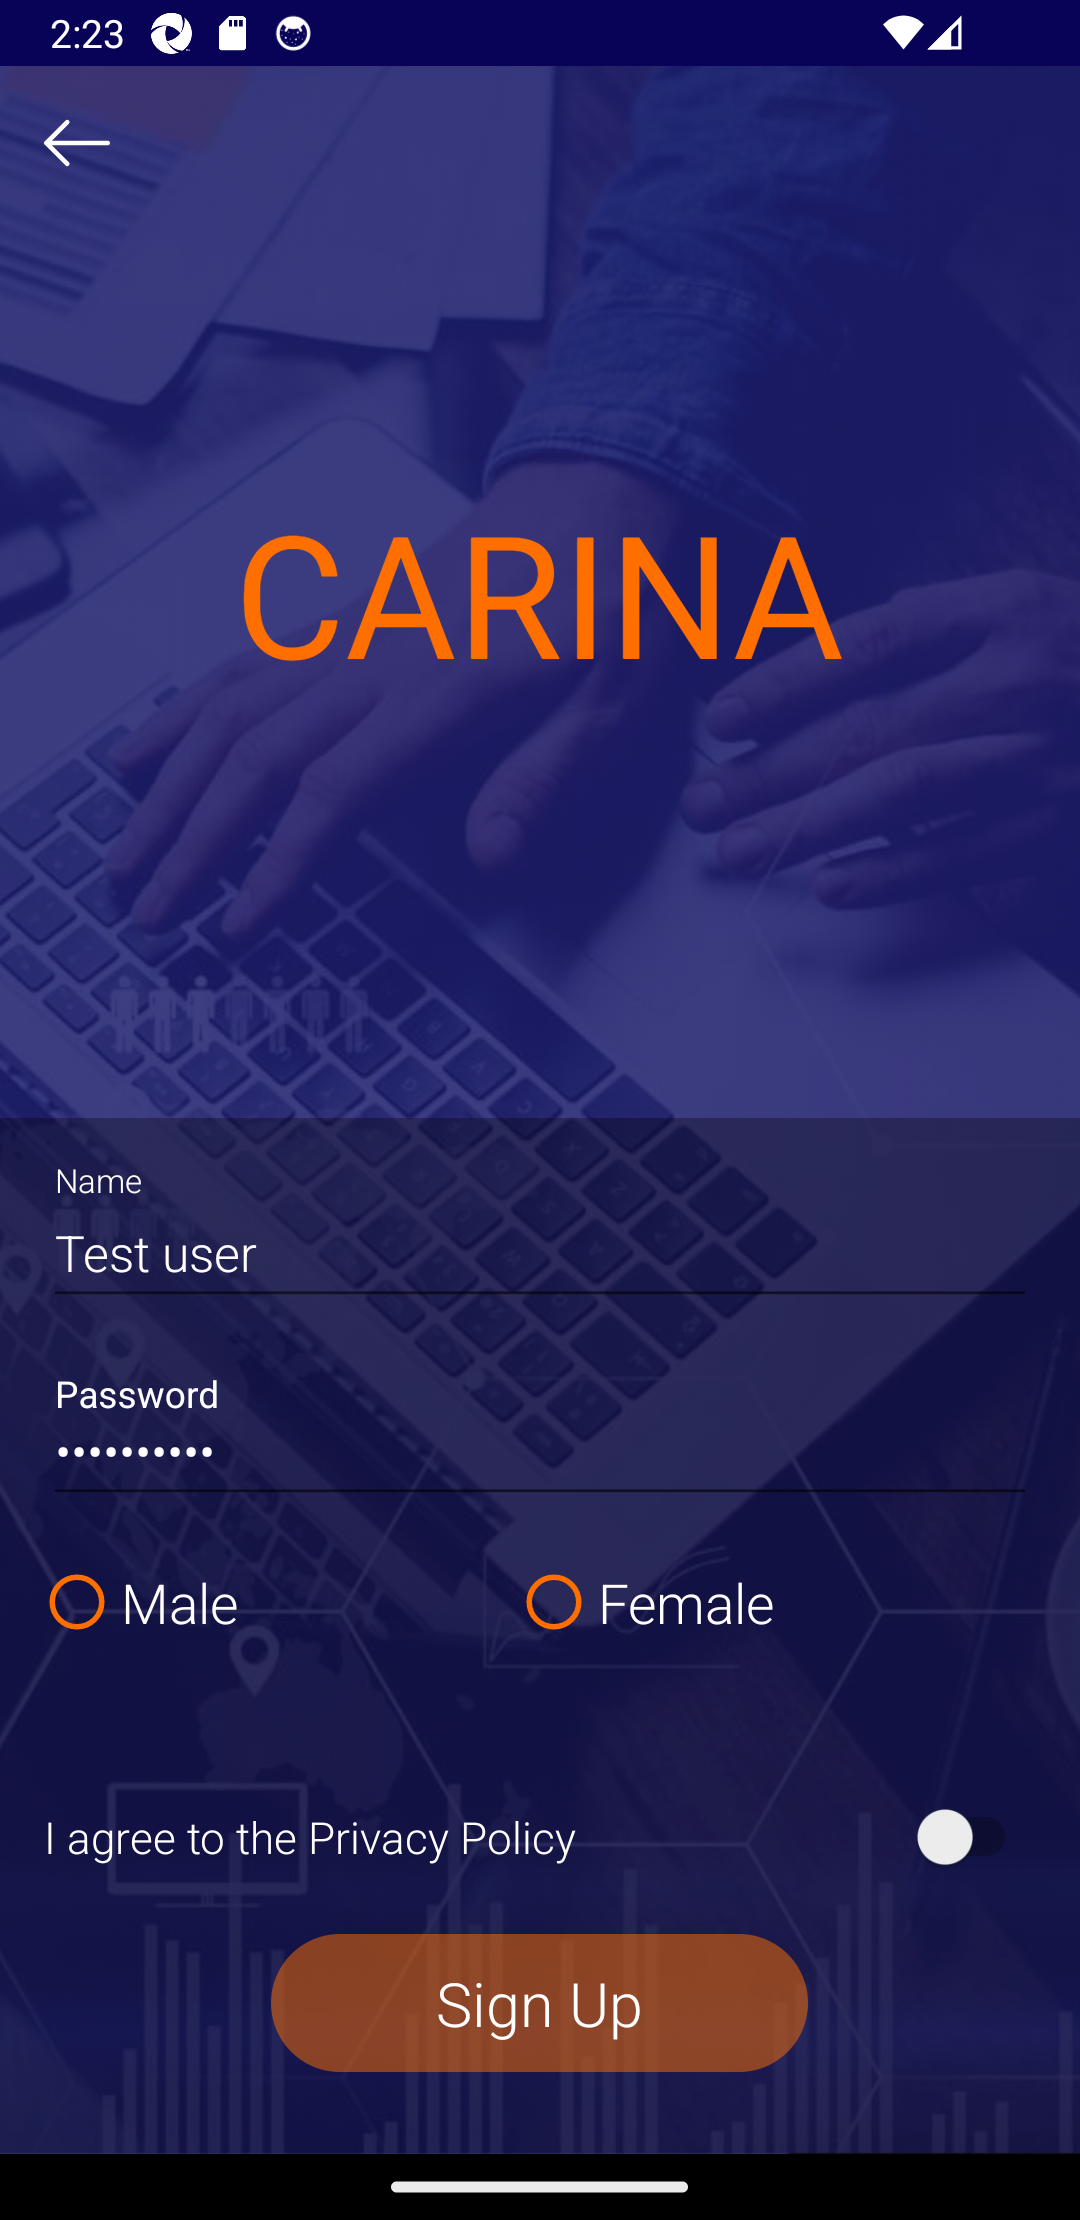 2:23
CARINA
Name
Test user
Password
••••••••••
Male
Female
I agree to the Privacy Policy
Sign Up